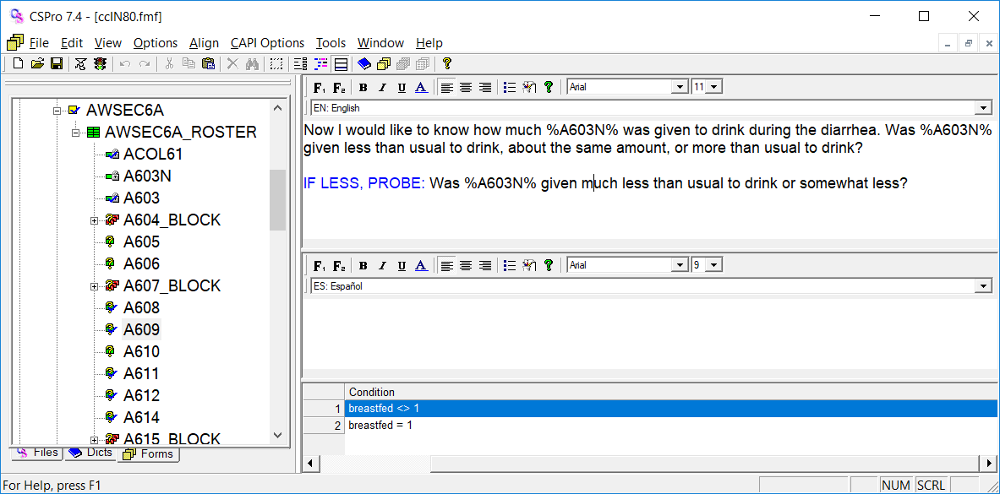 CSPro 7.4 - [ccIN80.fmf]
File Edit View Options Align CAPI Options Tools Window Help
F1 F2 B I U A Arial 11
EN: English
AWSEC6A
AWSEC6A_ROSTER
ACOL61
A603N
A603
A604_BLOCK
A605
A606
A607_BLOCK
A608
A609
A610
A611
A612
A614
A615_BLOCK
Files Dicts Forms
Now I would like to know how much %A603N% was given to drink during the diarrhea. Was %A603N%
given less than usual to drink, about the same amount, or more than usual to drink?
IF LESS, PROBE: Was %A603N% given much less than usual to drink or somewhat less?
F1 F2 B I U A Arial 9
ES: Español
Condition
1 breastfed <> 1
2 breastfed = 1
For Help, press F1 NUM SCRL